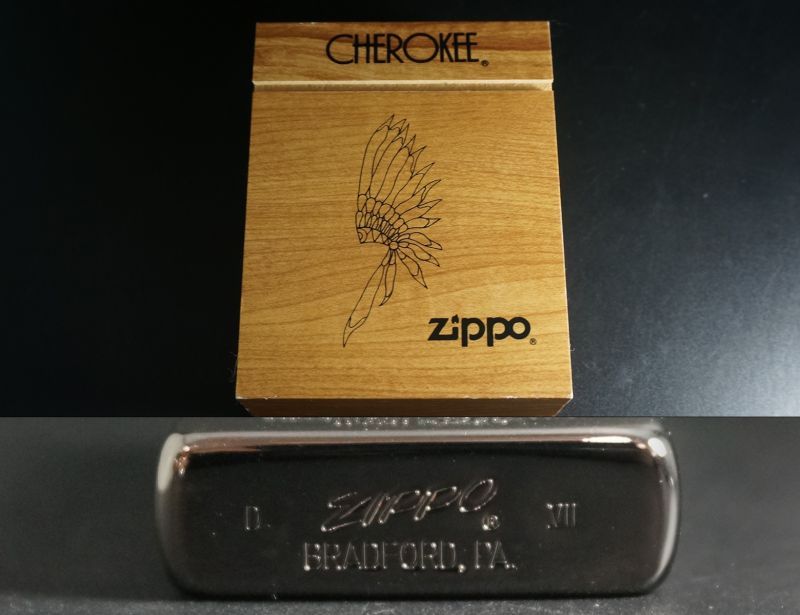 CHEROKEE®
zippo®
D ZIPPO® VII
BRADFORD, PA.